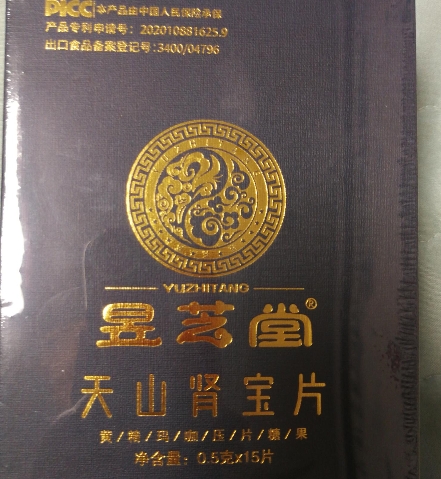 PICC 本产品由中国人民保险承保
产品专利申请号：202010881625.9
出口食品备案登记号：3400/04796
YUZHITANG
昱芝堂®
天山肾宝片
黄/精/玛/咖/压/片/糖/果
净含量：0.5g×15片